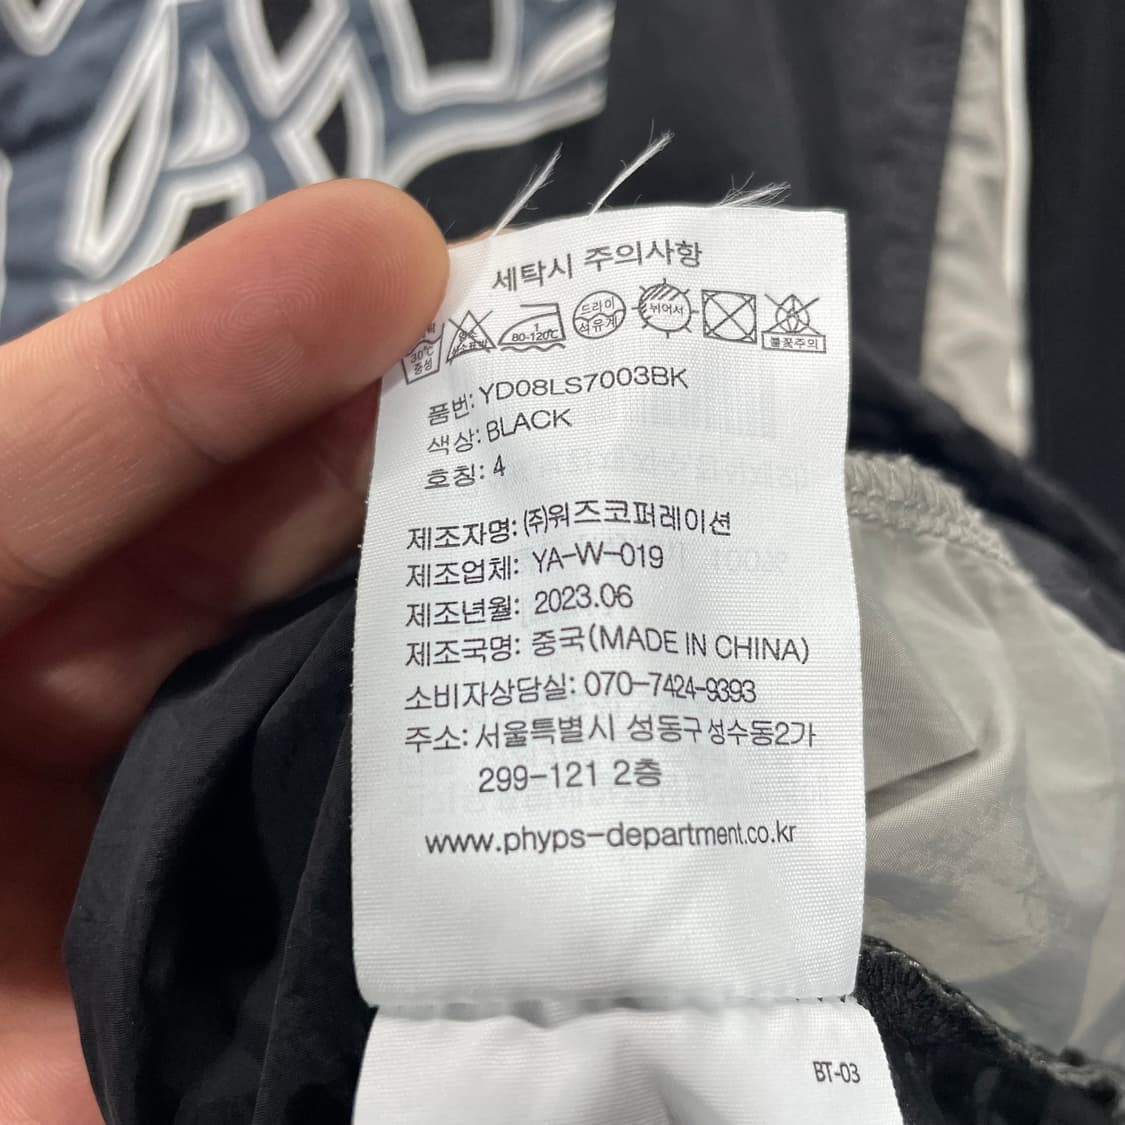 세탁시 주의사항
30℃
중성
1
80-120℃
드라이
석유계
뉘어서
불꽃주의
품번: YD08LS7003BK
색상: BLACK
호칭: 4
제조자명: (주)워즈코퍼레이션
제조업체: YA-W-019
제조년월: 2023.06
제조국명: 중국(MADE IN CHINA)
소비자상담실: 070-7424-9393
주소: 서울특별시 성동구 성수동2가
299-121 2층
www.phyps-department.co.kr
BT-03